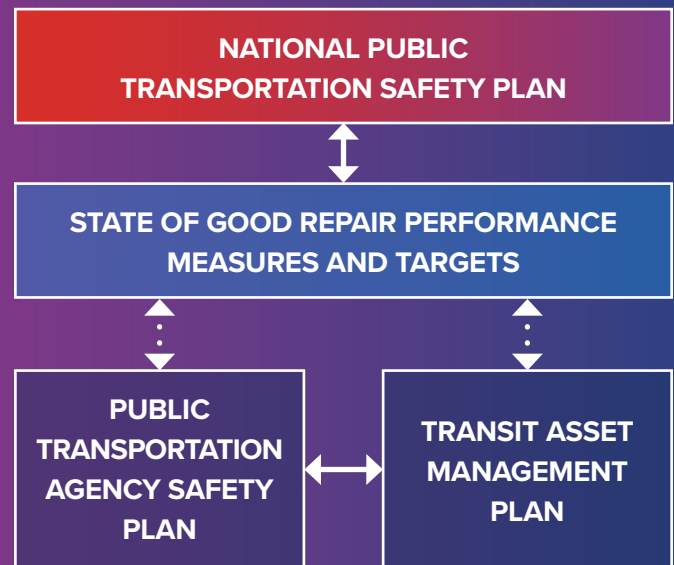 NATIONAL PUBLIC
TRANSPORTATION SAFETY PLAN
STATE OF GOOD REPAIR PERFORMANCE
MEASURES AND TARGETS
PUBLIC
TRANSPORTATION
AGENCY SAFETY
PLAN
TRANSIT ASSET
MANAGEMENT
PLAN